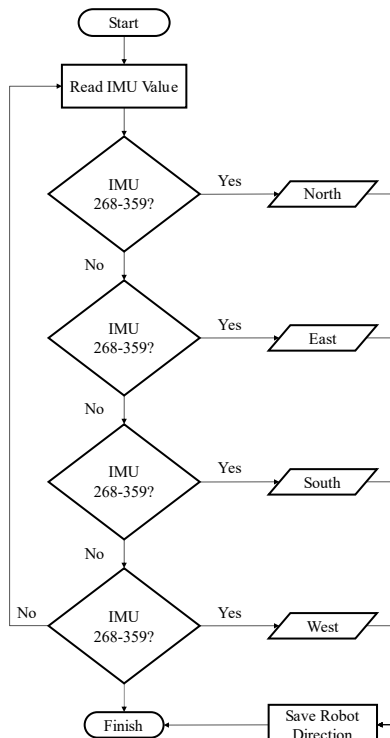 Start
Read IMU Value
IMU
268-359?
Yes
North
No
IMU
268-359?
Yes
East
No
IMU
268-359?
Yes
South
No
IMU
268-359?
No
Yes
West
Finish
Save Robot
Direction